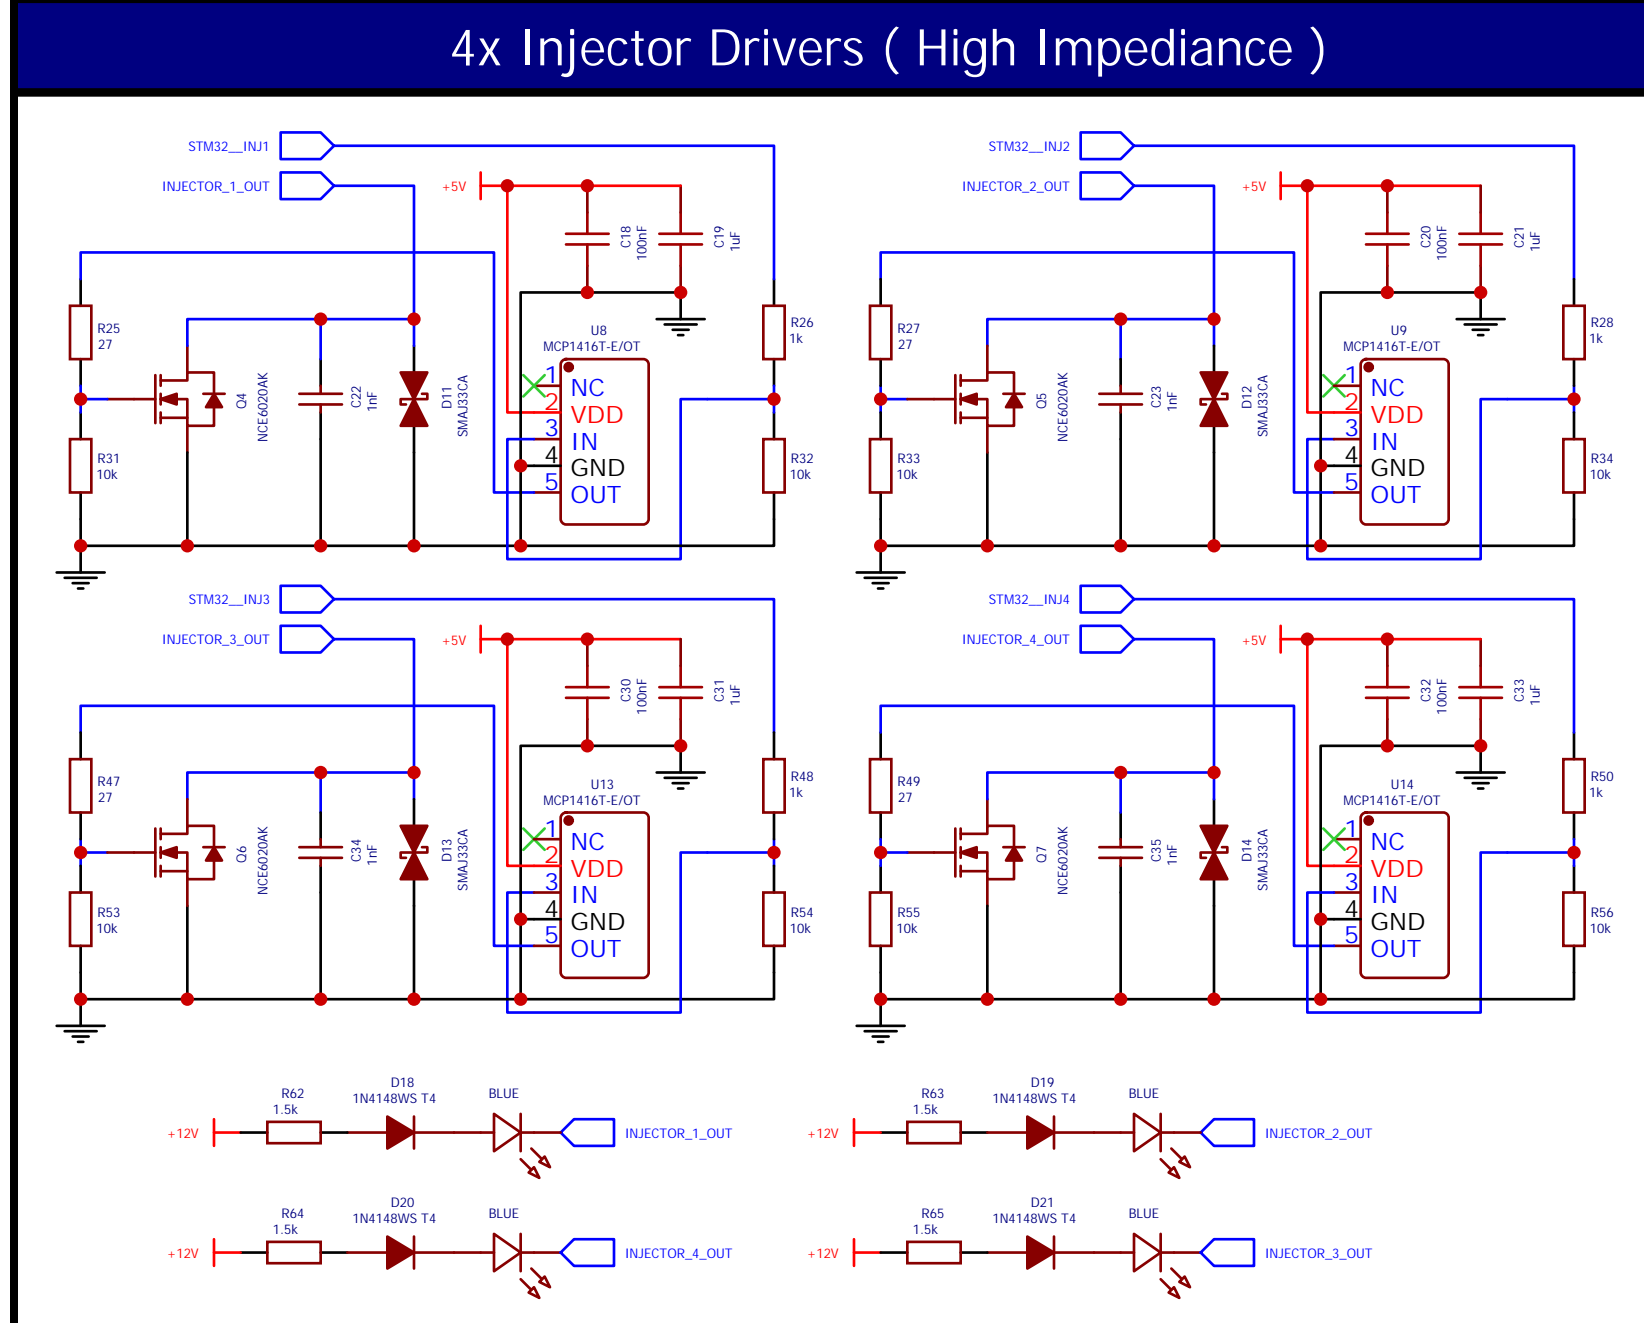 4x Injector Drivers ( High Impediance )
STM32__INJ1
INJECTOR_1_OUT
+5V
C18
100nF
C19
1uF
R25
27
R26
1k
Q4
NCE6020AK
C22
1nF
D11
SMAJ33CA
U8
MCP1416T-E/OT
1 NC
2 VDD
3 IN
4 GND
5 OUT
R31
10k
R32
10k
STM32__INJ2
INJECTOR_2_OUT
+5V
C20
100nF
C21
1uF
R27
27
R28
1k
Q5
NCE6020AK
C23
1nF
D12
SMAJ33CA
U9
MCP1416T-E/OT
1 NC
2 VDD
3 IN
4 GND
5 OUT
R33
10k
R34
10k
STM32__INJ3
INJECTOR_3_OUT
+5V
C30
100nF
C31
1uF
R47
27
R48
1k
Q6
NCE6020AK
C34
1nF
D13
SMAJ33CA
U13
MCP1416T-E/OT
1 NC
2 VDD
3 IN
4 GND
5 OUT
R53
10k
R54
10k
STM32__INJ4
INJECTOR_4_OUT
+5V
C32
100nF
C33
1uF
R49
27
R50
1k
Q7
NCE6020AK
C35
1nF
D14
SMAJ33CA
U14
MCP1416T-E/OT
1 NC
2 VDD
3 IN
4 GND
5 OUT
R55
10k
R56
10k
+12V
R62
1.5k
D18
1N4148WS T4
BLUE
INJECTOR_1_OUT
+12V
R63
1.5k
D19
1N4148WS T4
BLUE
INJECTOR_2_OUT
+12V
R64
1.5k
D20
1N4148WS T4
BLUE
INJECTOR_4_OUT
+12V
R65
1.5k
D21
1N4148WS T4
BLUE
INJECTOR_3_OUT